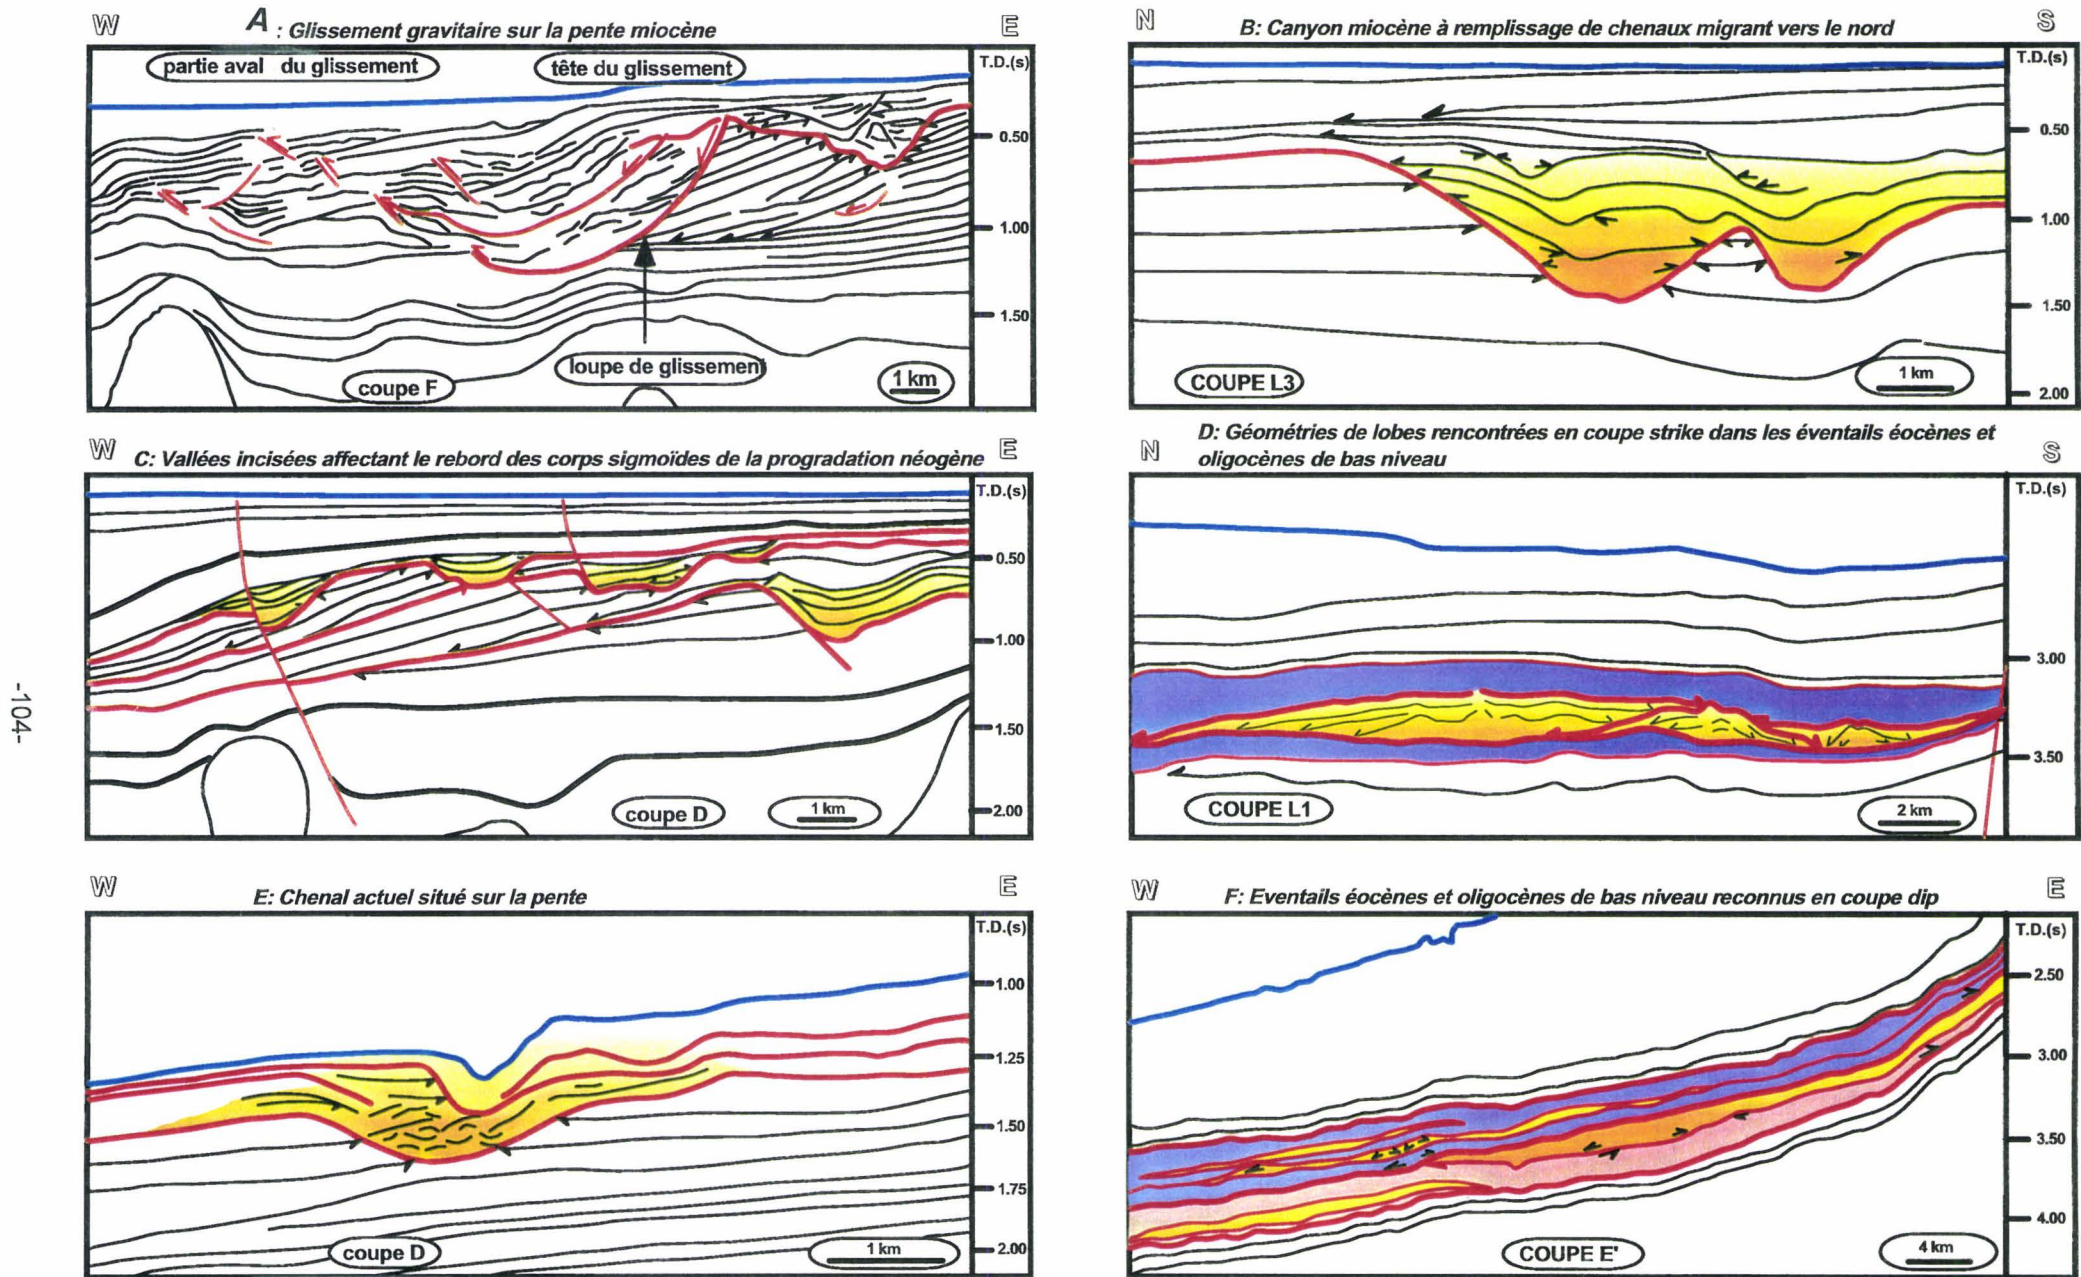 W A : Glissement gravitaire sur la pente miocène E
partie aval du glissement tête du glissement T.D.(s)
0.50
1.00
1.50
loupe de glissement
coupe F 1 km
N B: Canyon miocène à remplissage de chenaux migrant vers le nord S
T.D.(s)
0.50
1.00
1.50
COUPE L3 1 km
2.00
W C: Vallées incisées affectant le rebord des corps sigmoïdes de la progradation néogène E
T.D.(s)
0.50
1.00
1.50
coupe D 1 km 2.00
N D: Géométries de lobes rencontrées en coupe strike dans les éventails éocènes et S
oligocènes de bas niveau
T.D.(s)
3.00
3.50
COUPE L1 2 km
-104-
W E: Chenal actuel situé sur la pente E
T.D.(s)
1.00
1.25
1.50
1.75
coupe D 1 km 2.00
W F: Eventails éocènes et oligocènes de bas niveau reconnus en coupe dip E
T.D.(s)
2.50
3.00
3.50
4.00
COUPE E' 4 km